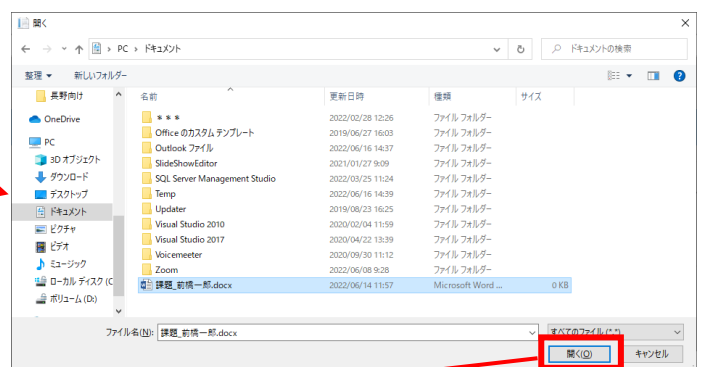 開く
PC › ドキュメント
ドキュメントの検索
整理 ▼ 新しいフォルダー
長野向け
OneDrive
PC
3D オブジェクト
ダウンロード
デスクトップ
ドキュメント
ピクチャ
ビデオ
ミュージック
ローカル ディスク (C
ボリューム (D:)
名前 更新日時 種類 サイズ
＊＊＊ 2022/02/28 12:26 ファイル フォルダー
Office のカスタム テンプレート 2019/06/27 16:03 ファイル フォルダー
Outlook ファイル 2022/06/16 14:37 ファイル フォルダー
SlideShowEditor 2021/01/27 9:09 ファイル フォルダー
SQL Server Management Studio 2022/03/25 11:24 ファイル フォルダー
Temp 2022/06/16 14:39 ファイル フォルダー
Updater 2019/08/23 16:25 ファイル フォルダー
Visual Studio 2010 2020/02/04 11:59 ファイル フォルダー
Visual Studio 2017 2020/04/22 13:39 ファイル フォルダー
Voicemeeter 2020/09/30 11:12 ファイル フォルダー
Zoom 2022/06/08 9:28 ファイル フォルダー
課題_前橋一郎.docx 2022/06/14 11:57 Microsoft Word ... 0 KB
ファイル名(N): 課題_前橋一郎.docx すべてのファイル (*.*)
開く(O) キャンセル